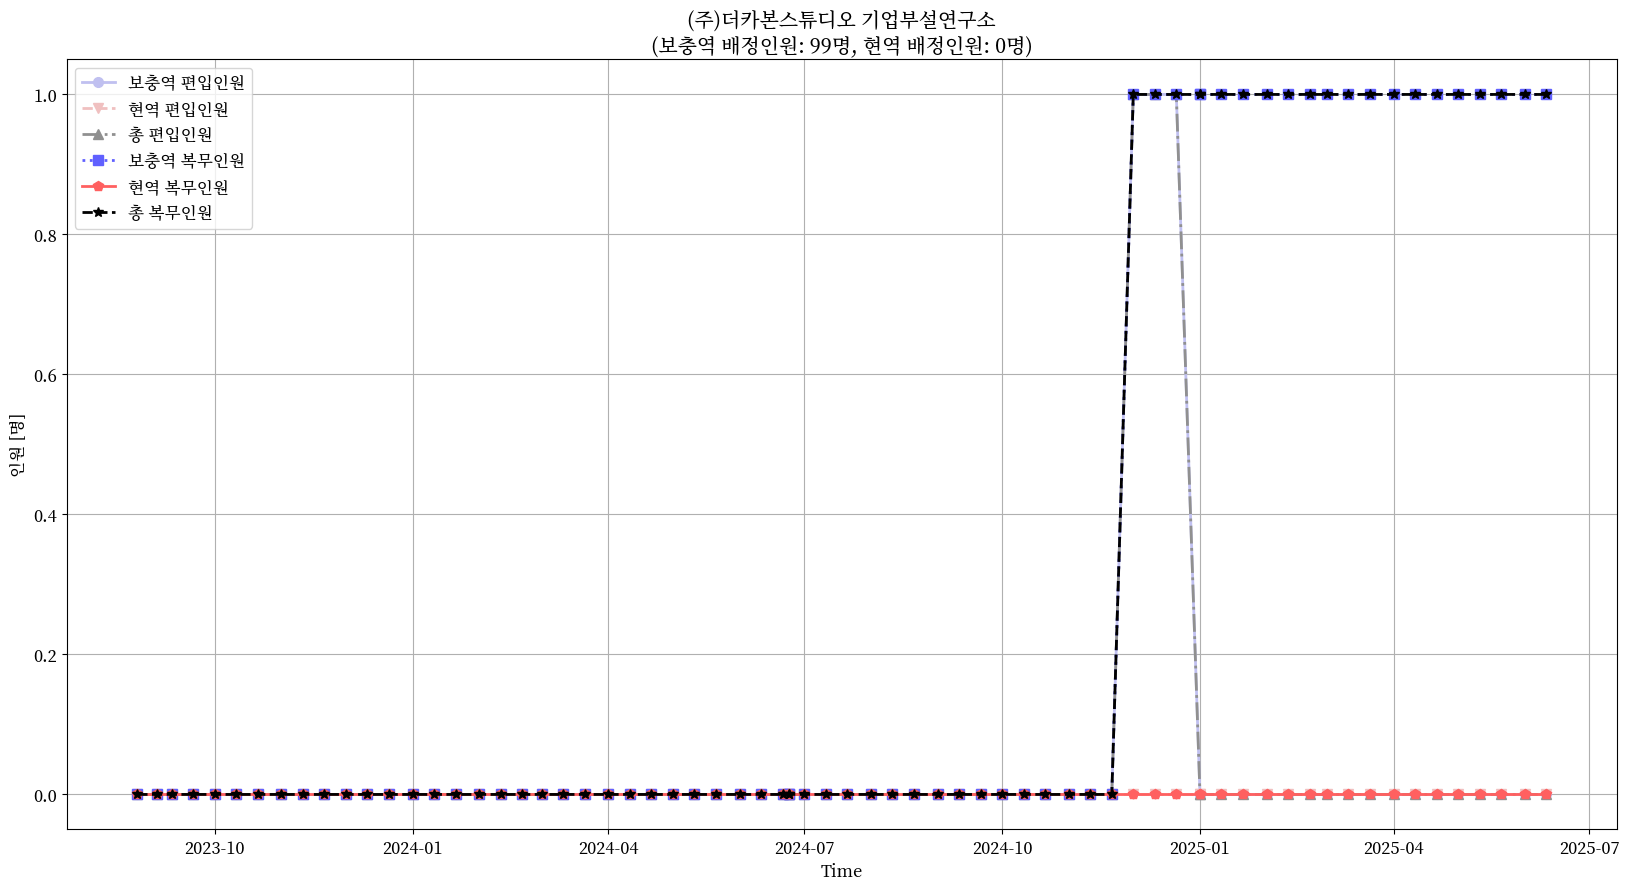 (주)더카본스튜디오 기업부설연구소
(보충역 배정인원: 99명, 현역 배정인원: 0명)
보충역 편입인원
현역 편입인원
총 편입인원
보충역 복무인원
현역 복무인원
총 복무인원
1.0
0.8
0.6
0.4
0.2
0.0
인원 [명]
2023-10
2024-01
2024-04
2024-07
2024-10
2025-01
2025-04
2025-07
Time